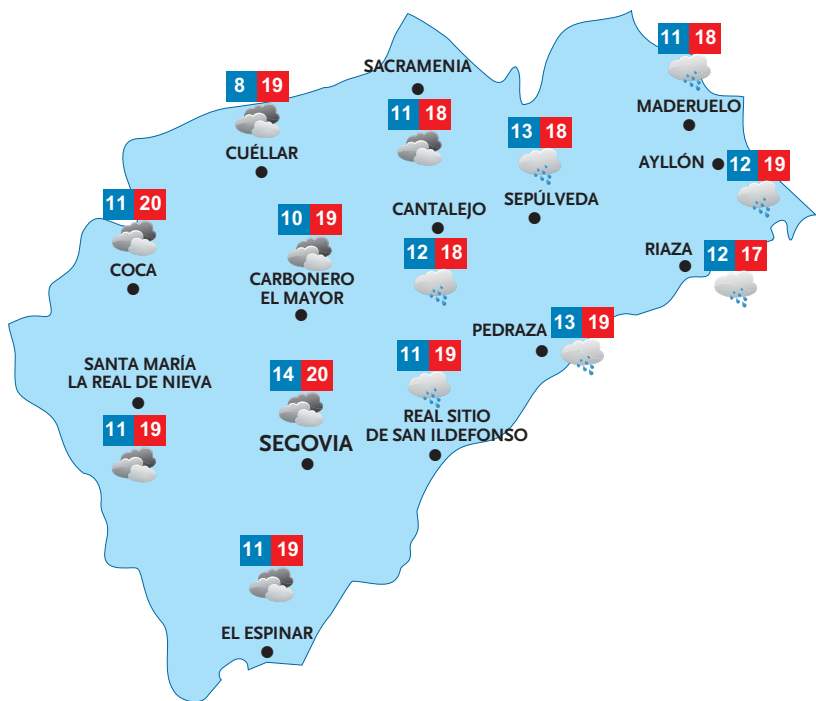 11 18
MADERUELO
SACRAMENIA
11 18
8 19
CUÉLLAR
13 18
SEPÚLVEDA
AYLLÓN
12 19
11 20
COCA
10 19
CARBONERO
EL MAYOR
CANTALEJO
12 18
RIAZA
12 17
PEDRAZA
13 19
SANTA MARÍA
LA REAL DE NIEVA
11 19
14 20
SEGOVIA
11 19
REAL SITIO
DE SAN ILDEFONSO
11 19
EL ESPINAR